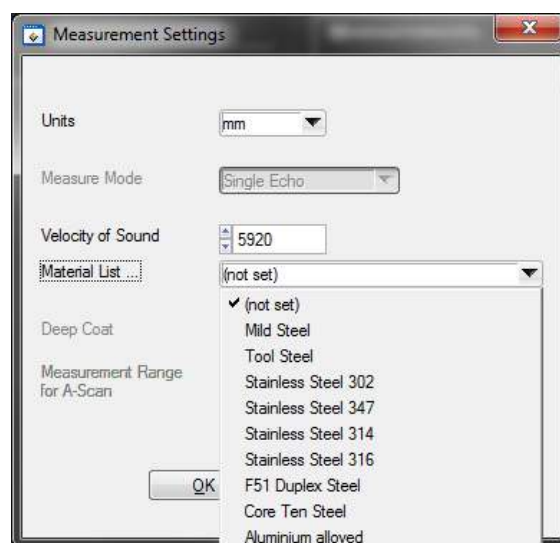 Measurement Settings
Units
mm
Measure Mode
Single Echo
Velocity of Sound
5920
Material List ...
(not set)
(not set)
Mild Steel
Tool Steel
Stainless Steel 302
Stainless Steel 347
Stainless Steel 314
Stainless Steel 316
F51 Duplex Steel
Core Ten Steel
Aluminium alloyed
Deep Coat
Measurement Range
for A-Scan
OK